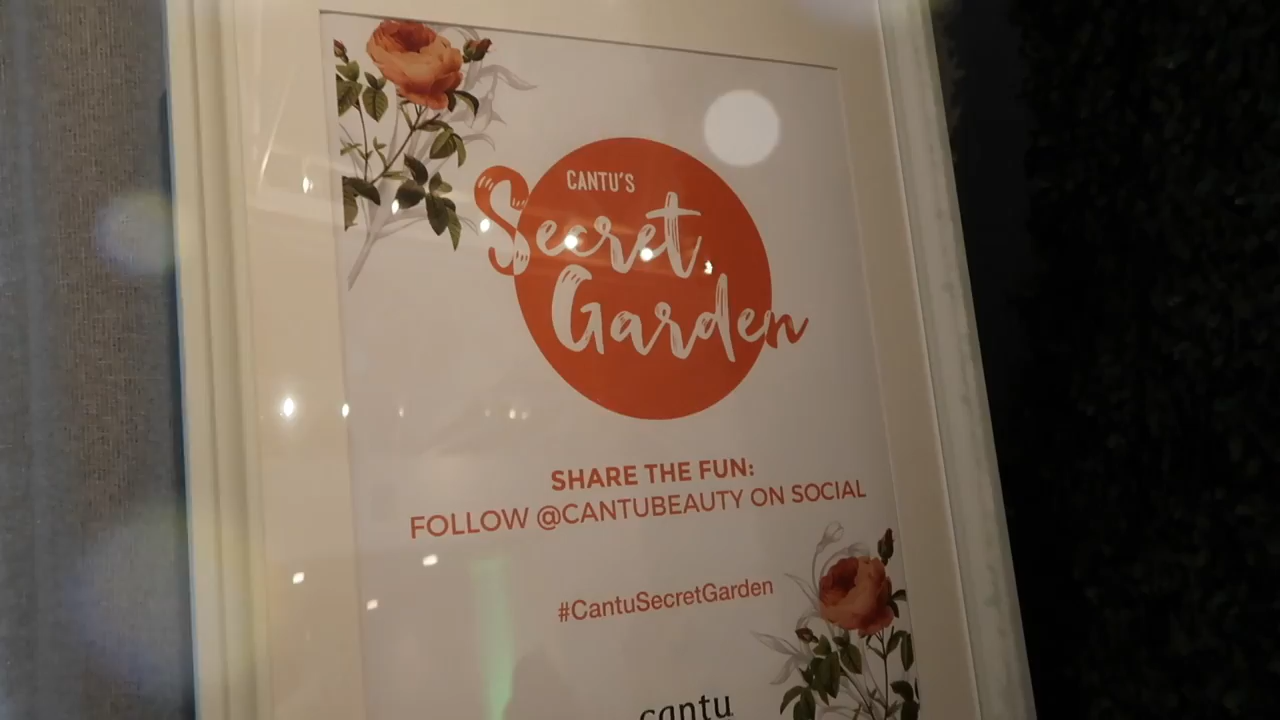 CANTU'S
Secret
Garden
SHARE THE FUN:
FOLLOW @CANTUBEAUTY ON SOCIAL
#CantuSecretGarden
cantu